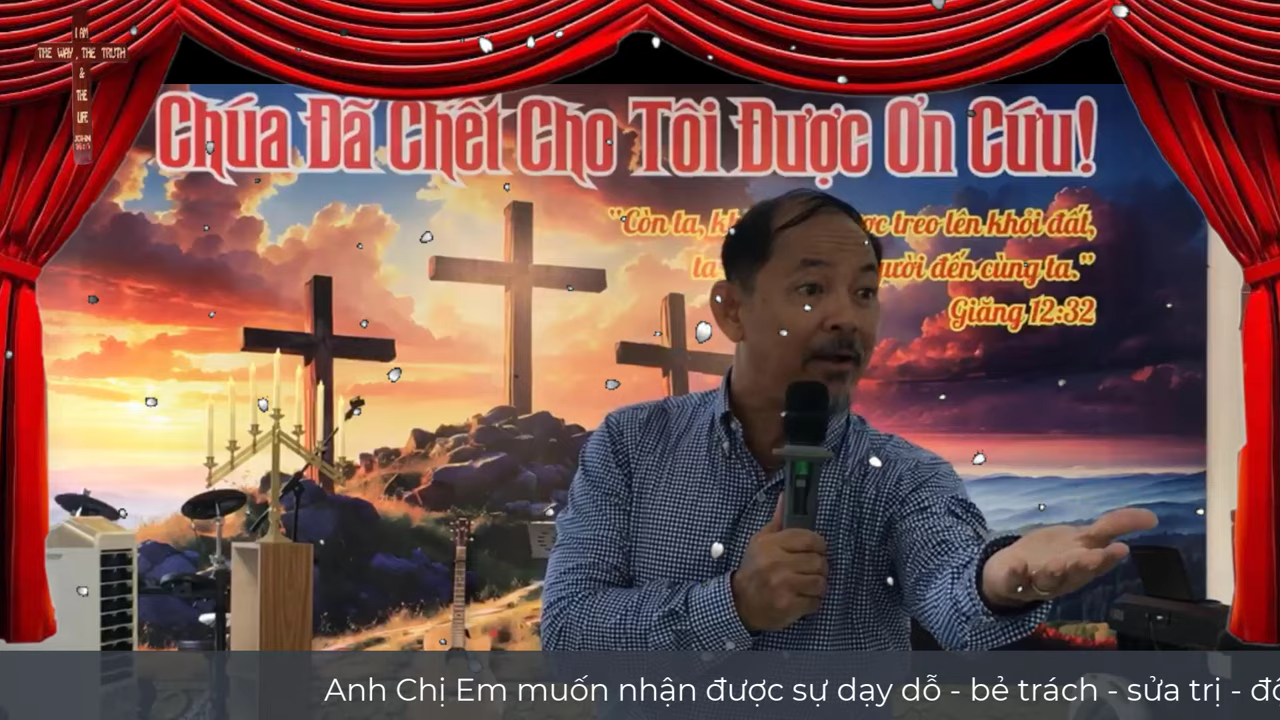 I AM
THE WAY, THE TRUTH
&
THE
LIFE
JOHN
Chúa Đã Chết Cho Tôi Được Ơn Cứu!
"Còn ta, treo lên khỏi đất,
ta đến cùng ta."
Giăng 12:32
Anh Chị Em muốn nhận được sự dạy dỗ - bẻ trách - sửa trị -